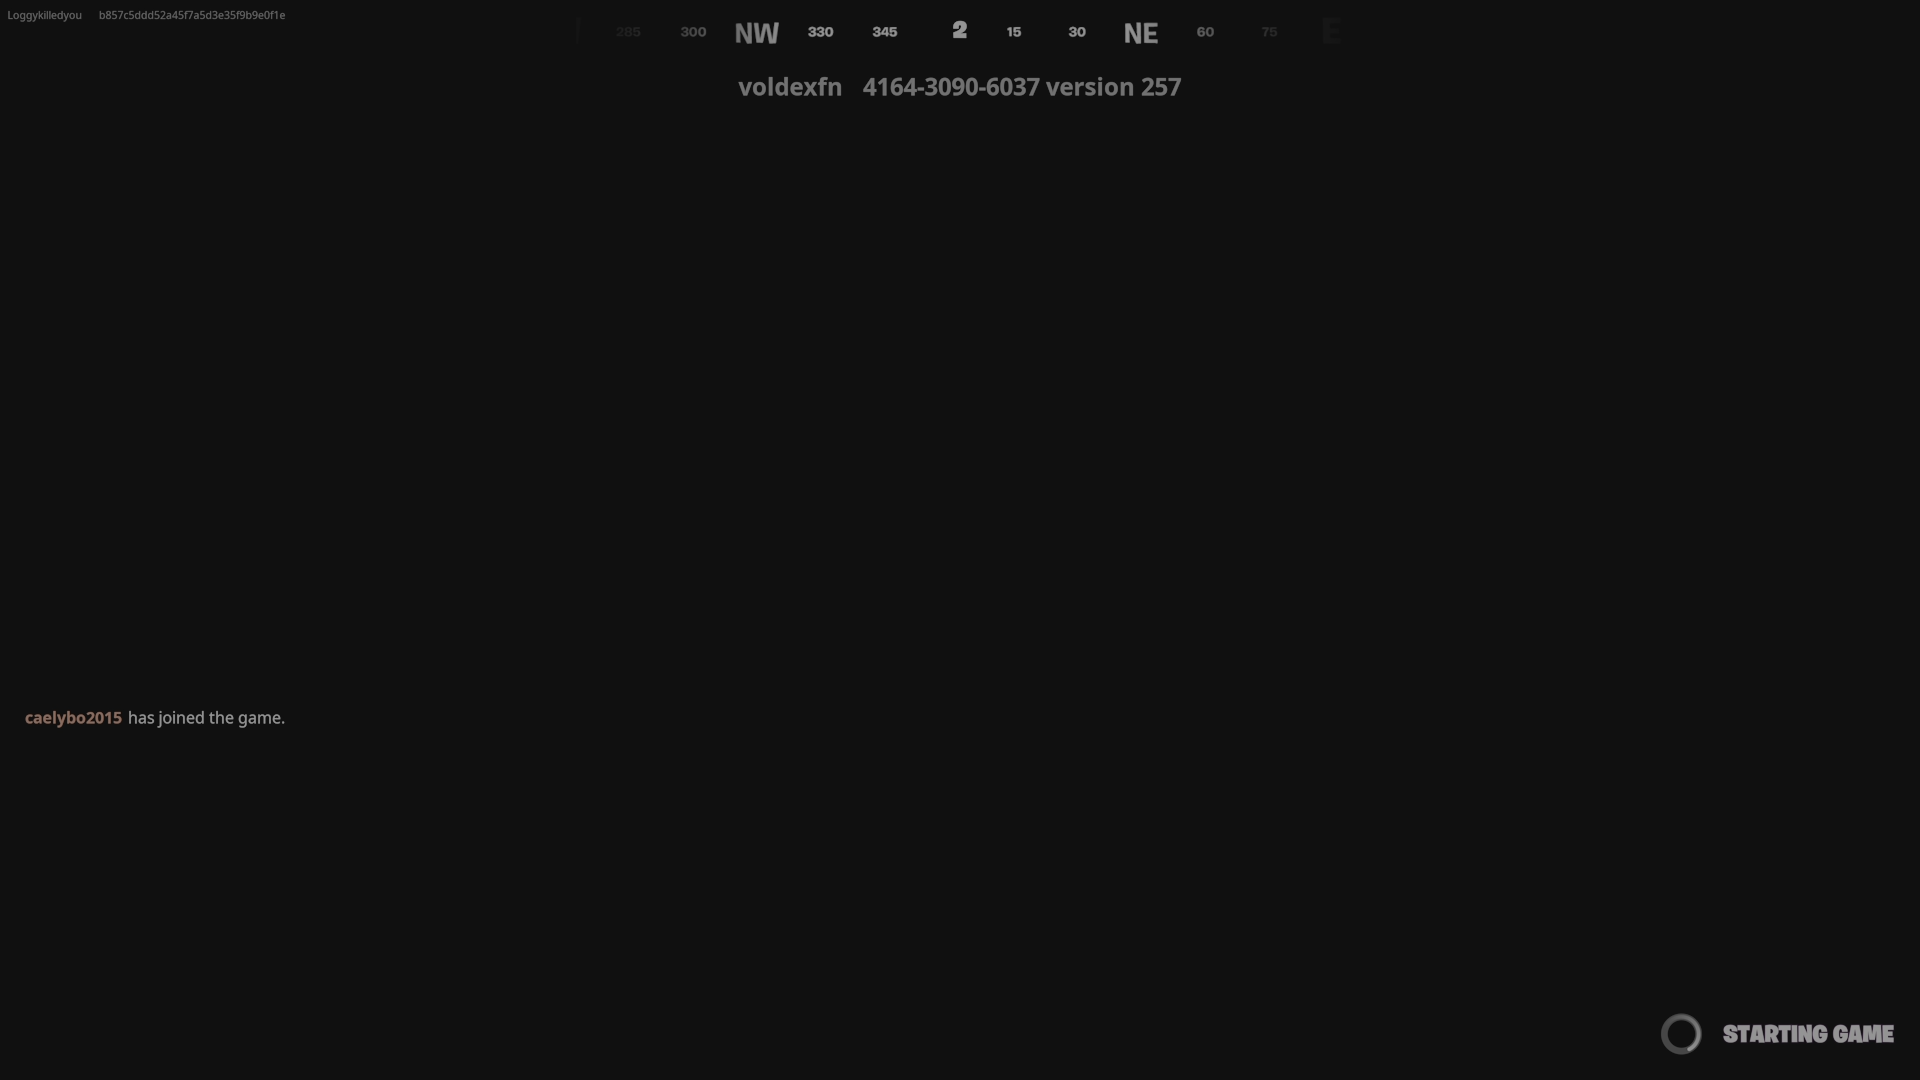 Loggykilledyou b857c5ddd52a45f7a5d3e35f9b9e0f1e
285 300 NW 330 345 2 15 30 NE 60 75 E
voldexfn 4164-3090-6037 version 257
caelybo2015 has joined the game.
STARTING GAME